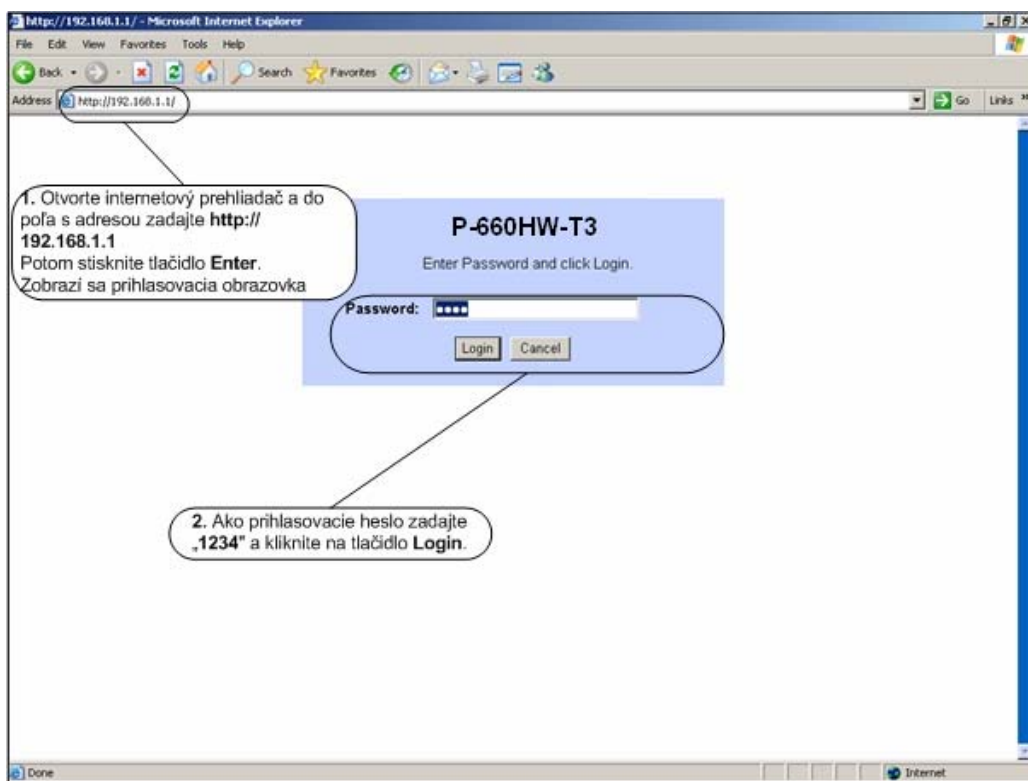 http://192.168.1.1/ - Microsoft Internet Explorer
File Edit View Favorites Tools Help
Back Search Favorites
Address http://192.168.1.1/ Go Links »
1. Otvorte internetový prehliadač a do
poľa s adresou zadajte http://
192.168.1.1
Potom stisknite tlačidlo Enter.
Zobrazí sa prihlasovacia obrazovka
P-660HW-T3
Enter Password and click Login.
Password:
Login Cancel
2. Ako prihlasovacie heslo zadajte
„1234" a kliknite na tlačidlo Login.
Done Internet